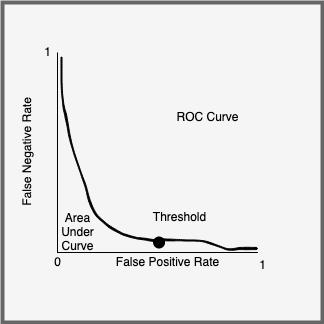 1
ROC Curve
False Negative Rate
Area
Under
Curve
Threshold
0
False Positive Rate
1